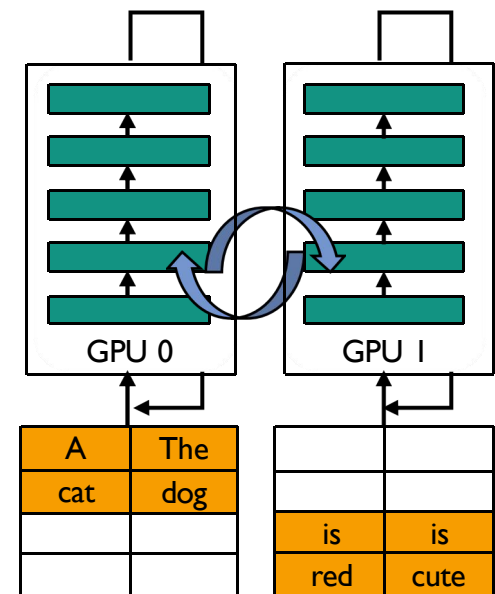 GPU 0
GPU 1
A The
cat dog
is is
red cute